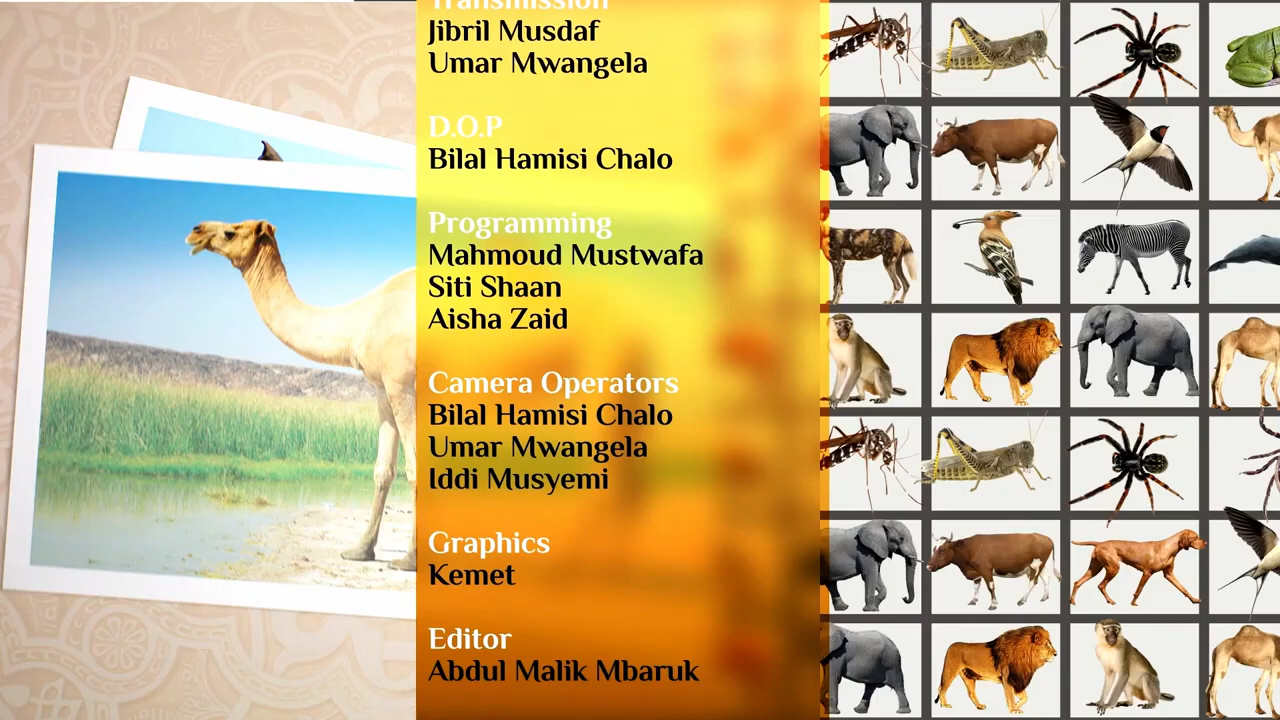 Transmission
Jibril Musdaf
Umar Mwangela
D.O.P
Bilal Hamisi Chalo
Programming
Mahmoud Mustwafa
Siti Shaan
Aisha Zaid
Camera Operators
Bilal Hamisi Chalo
Umar Mwangela
Iddi Musyemi
Graphics
Kemet
Editor
Abdul Malik Mbaruk